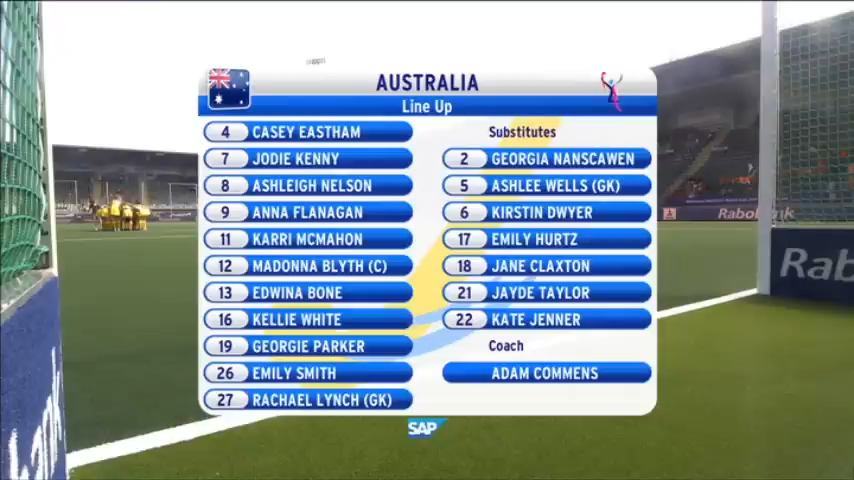 AUSTRALIA
Line Up
4 CASEY EASTHAM
7 JODIE KENNY
8 ASHLEIGH NELSON
9 ANNA FLANAGAN
11 KARRI MCMAHON
12 MADONNA BLYTH (C)
13 EDWINA BONE
16 KELLIE WHITE
19 GEORGIE PARKER
26 EMILY SMITH
27 RACHAEL LYNCH (GK)
Substitutes
2 GEORGIA NANSCAWEN
5 ASHLEE WELLS (GK)
6 KIRSTIN DWYER
17 EMILY HURTZ
18 JANE CLAXTON
21 JAYDE TAYLOR
22 KATE JENNER
Coach
ADAM COMMENS
SAP
Rabobank
Rab
bank